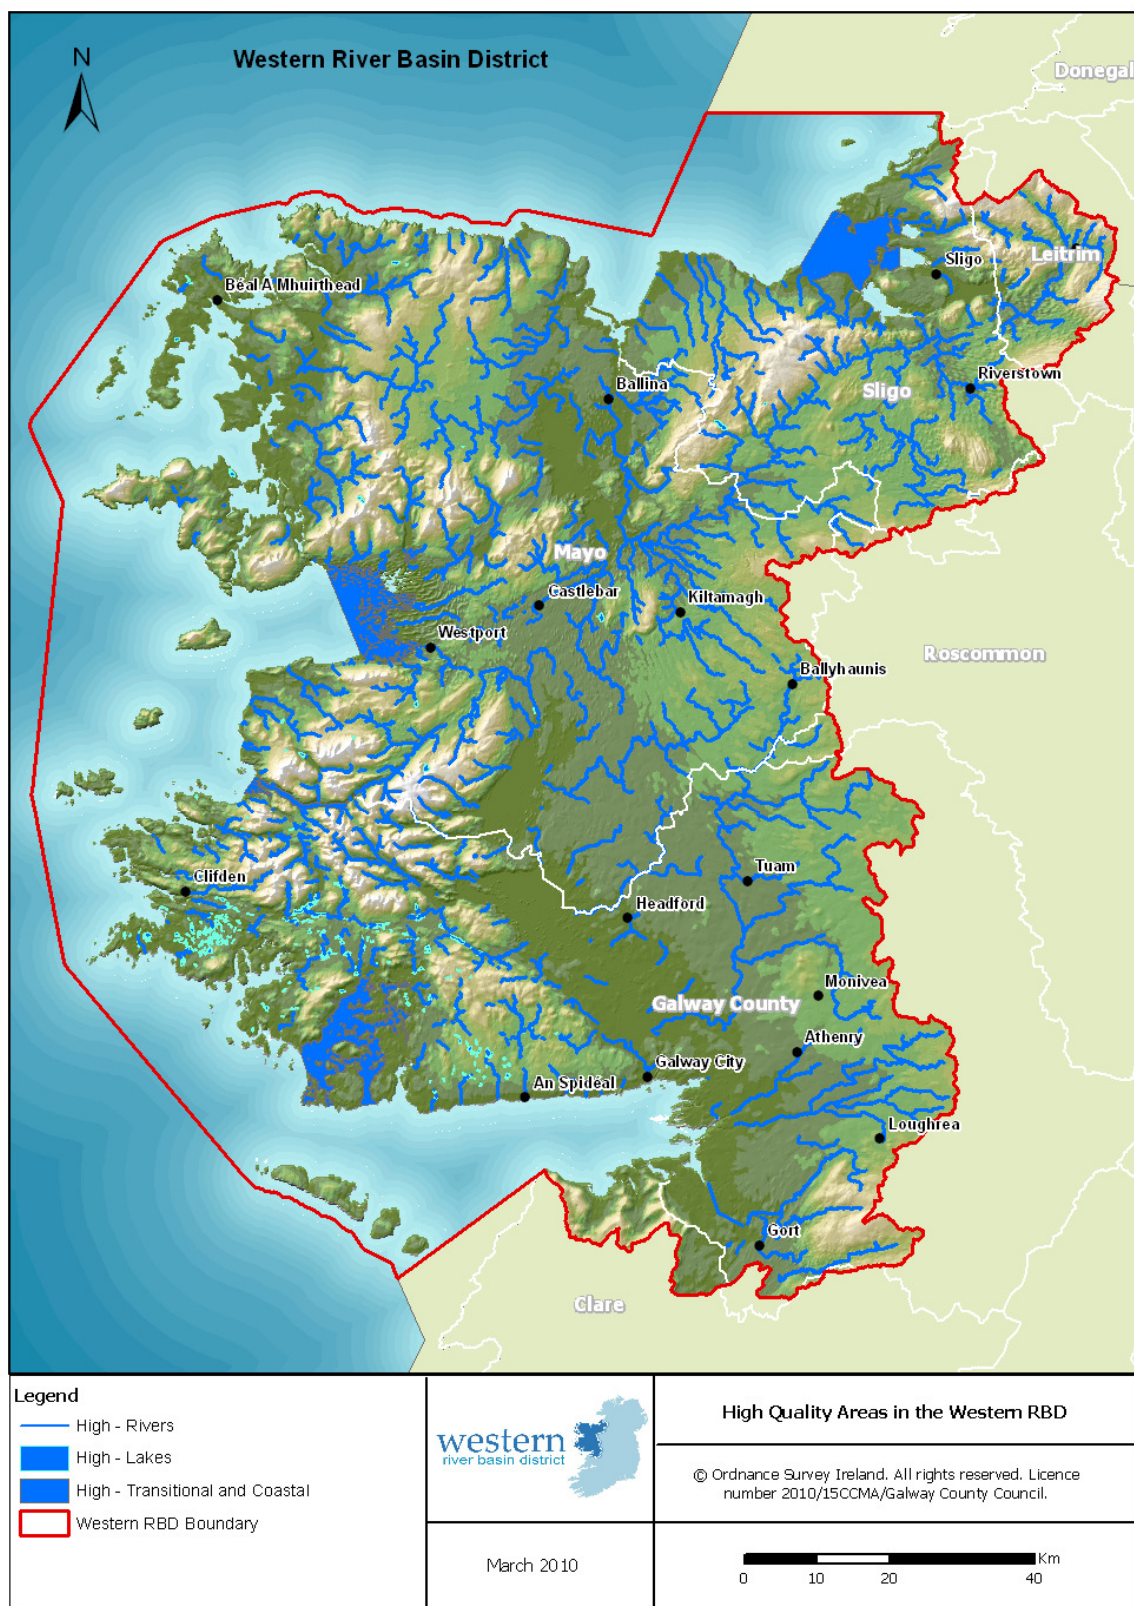 Western River Basin District
N
Donegal
Leitrim
Sligo
Béal A Mhuirthead
Riverstown
Ballina
Sligo
Mayo
Castlebar
Kiltamagh
Westport
Roscommon
Ballyhaunis
Tuam
Clifden
Headford
Monivea
Galway County
Athenry
Galway City
An Spidéal
Loughrea
Gort
Clare
Legend
High - Rivers
High - Lakes
High - Transitional and Coastal
Western RBD Boundary
western
river basin district
March 2010
High Quality Areas in the Western RBD
© Ordnance Survey Ireland. All rights reserved. Licence
number 2010/15CCMA/Galway County Council.
Km
0 10 20 40